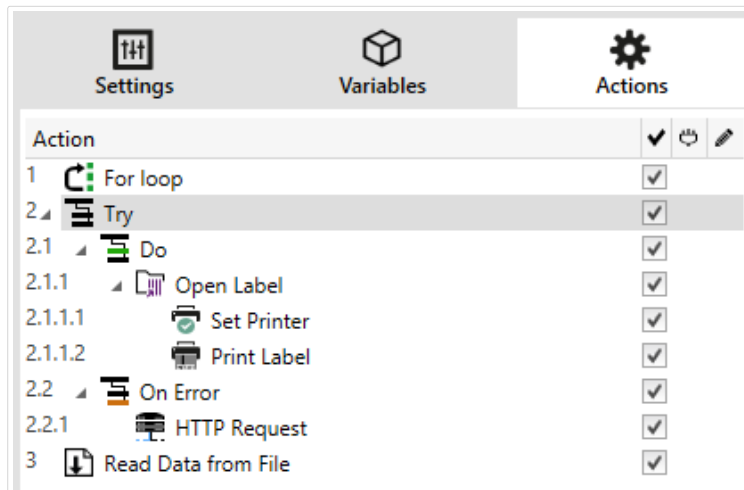 Settings Variables Actions
Action
1 For loop
2 Try
2.1 Do
2.1.1 Open Label
2.1.1.1 Set Printer
2.1.1.2 Print Label
2.2 On Error
2.2.1 HTTP Request
3 Read Data from File